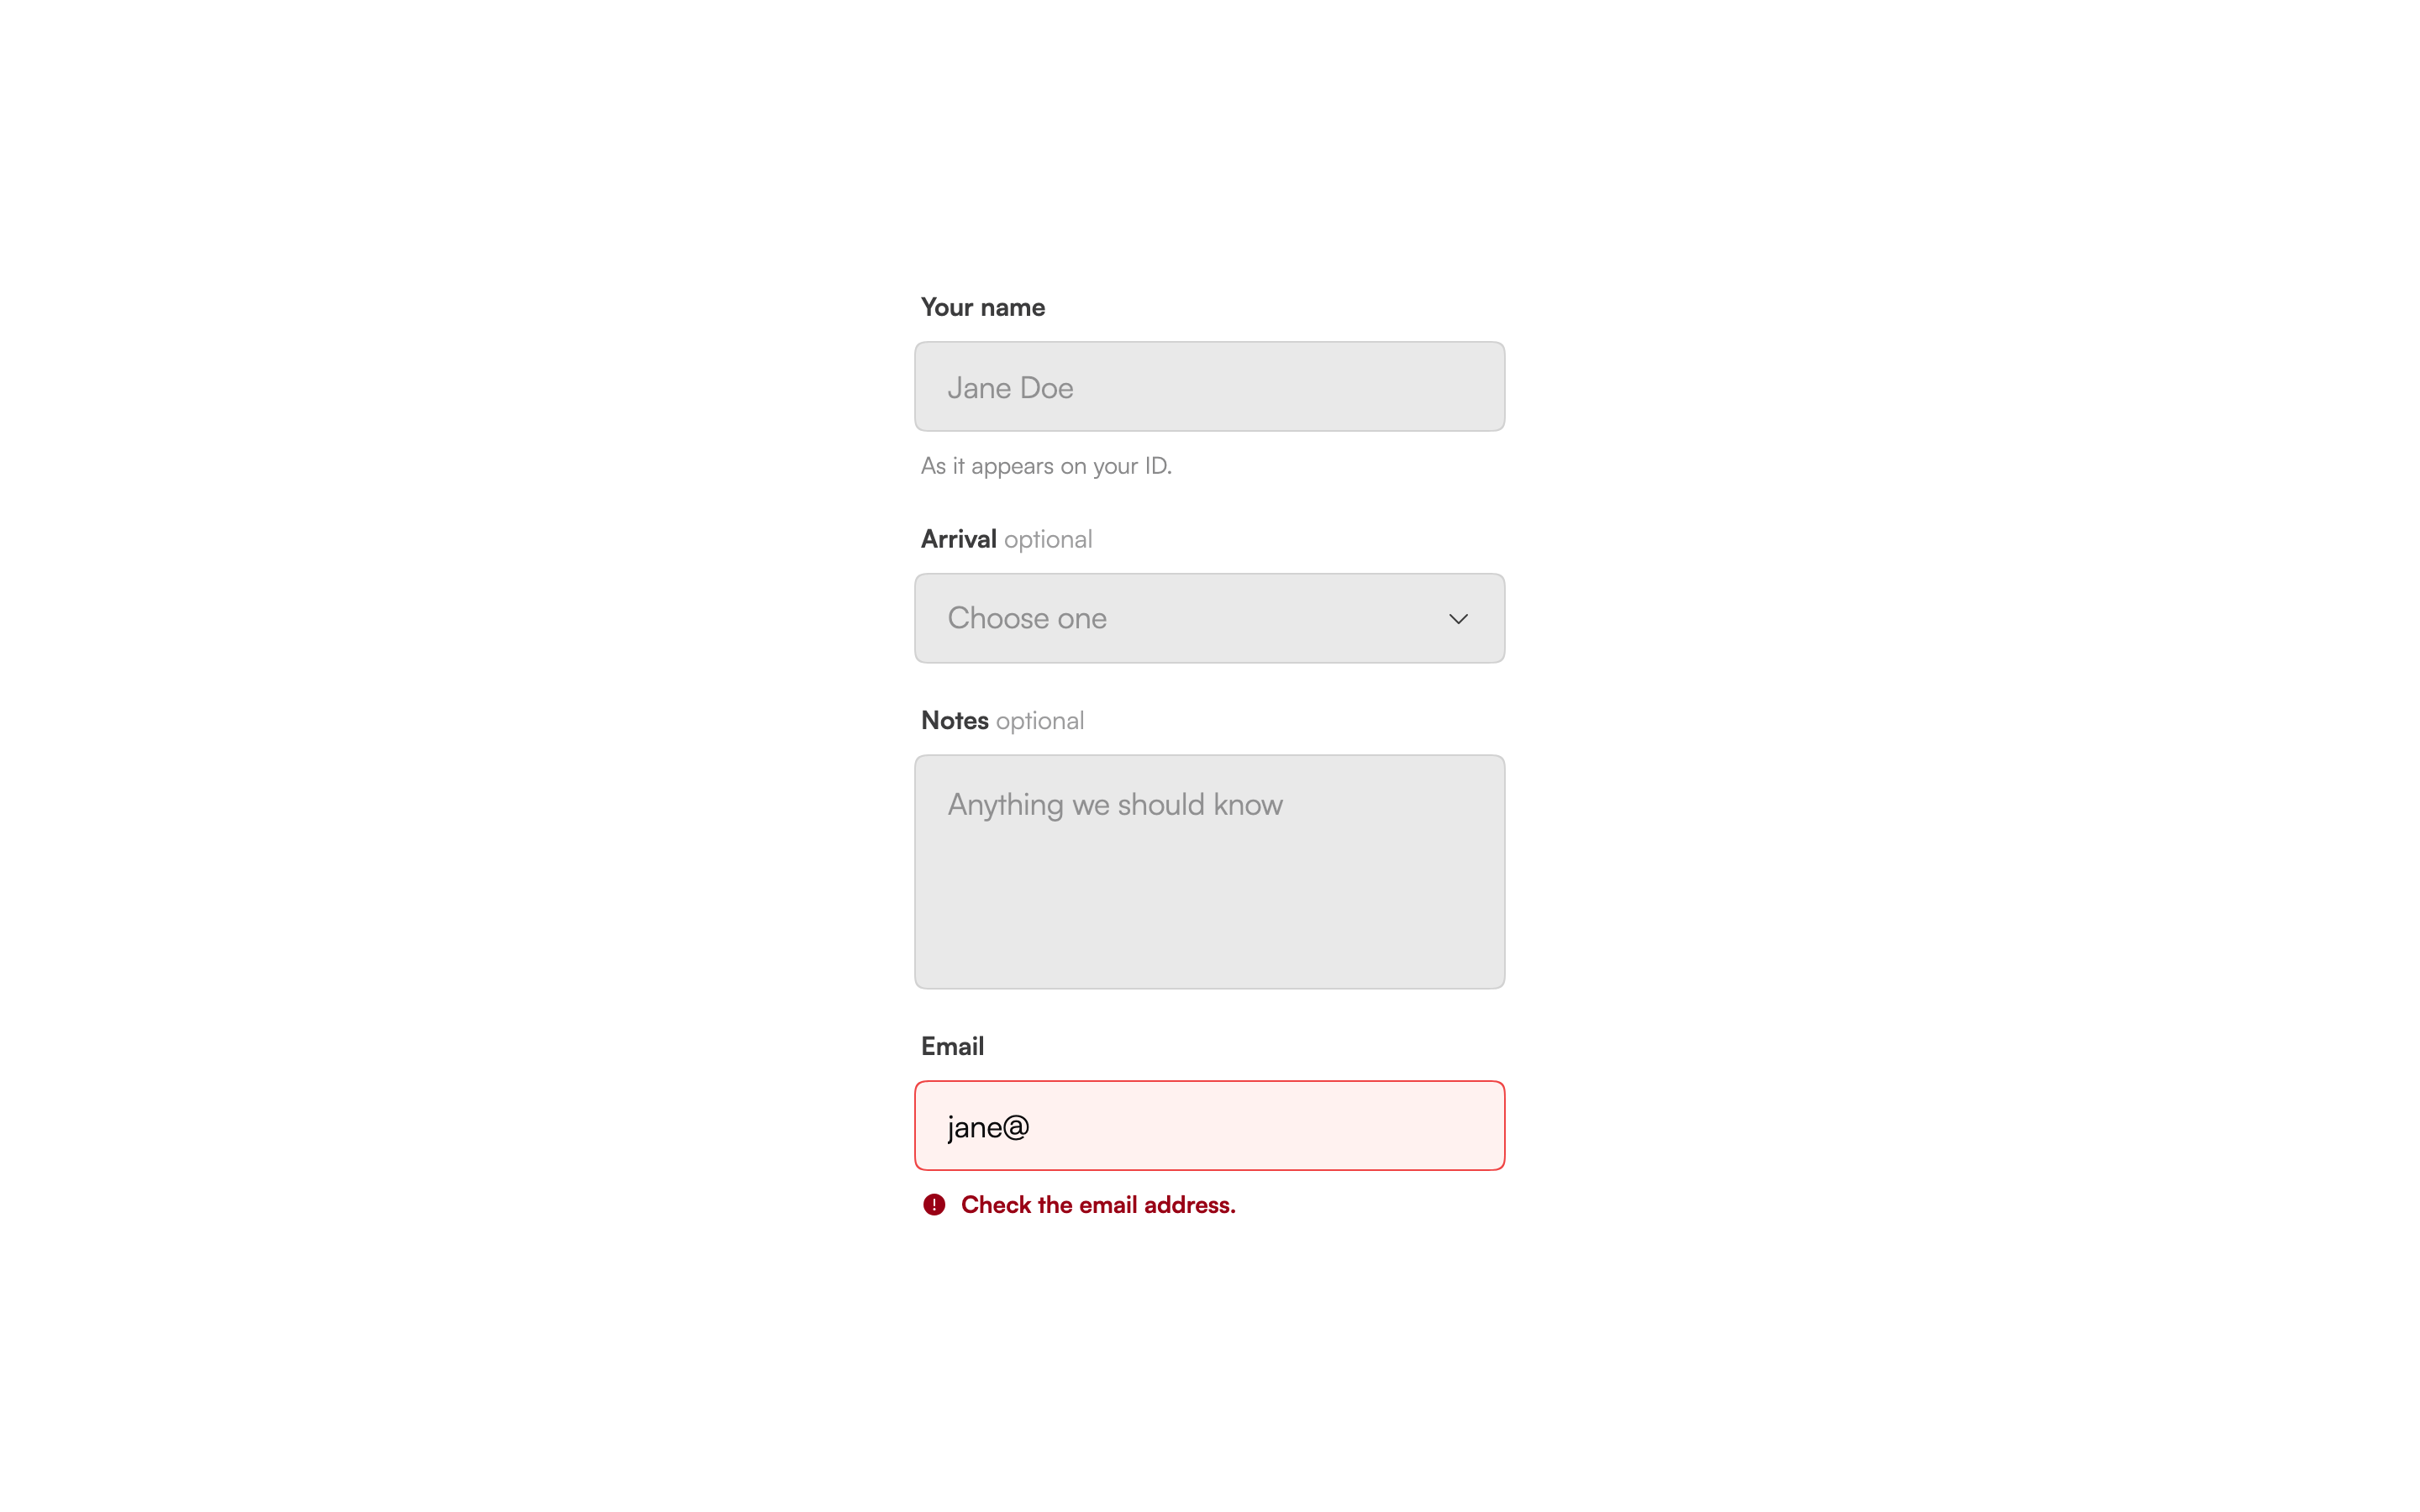 Your name
Jane Doe
As it appears on your ID.
Arrival optional
Choose one
Notes optional
Anything we should know
Email
jane@
Check the email address.